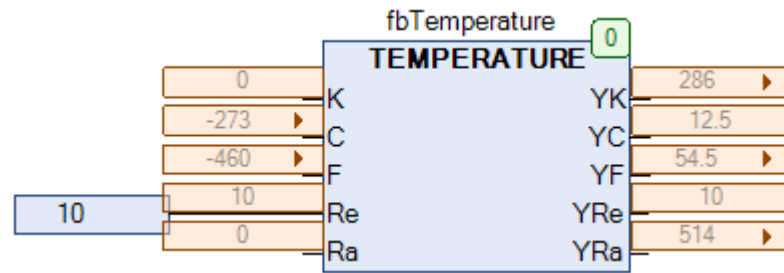 fbTemperature
0
TEMPERATURE
0 K YK 286
-273 C YC 12.5
-460 F YF 54.5
10 10 Re YRe 10
0 Ra YRa 514